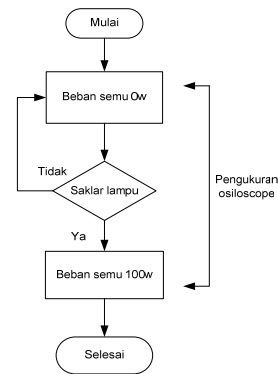 Mulai
Beban semu 0w
Tidak
Saklar lampu
Pengukuran
osiloscope
Ya
Beban semu 100w
Selesai